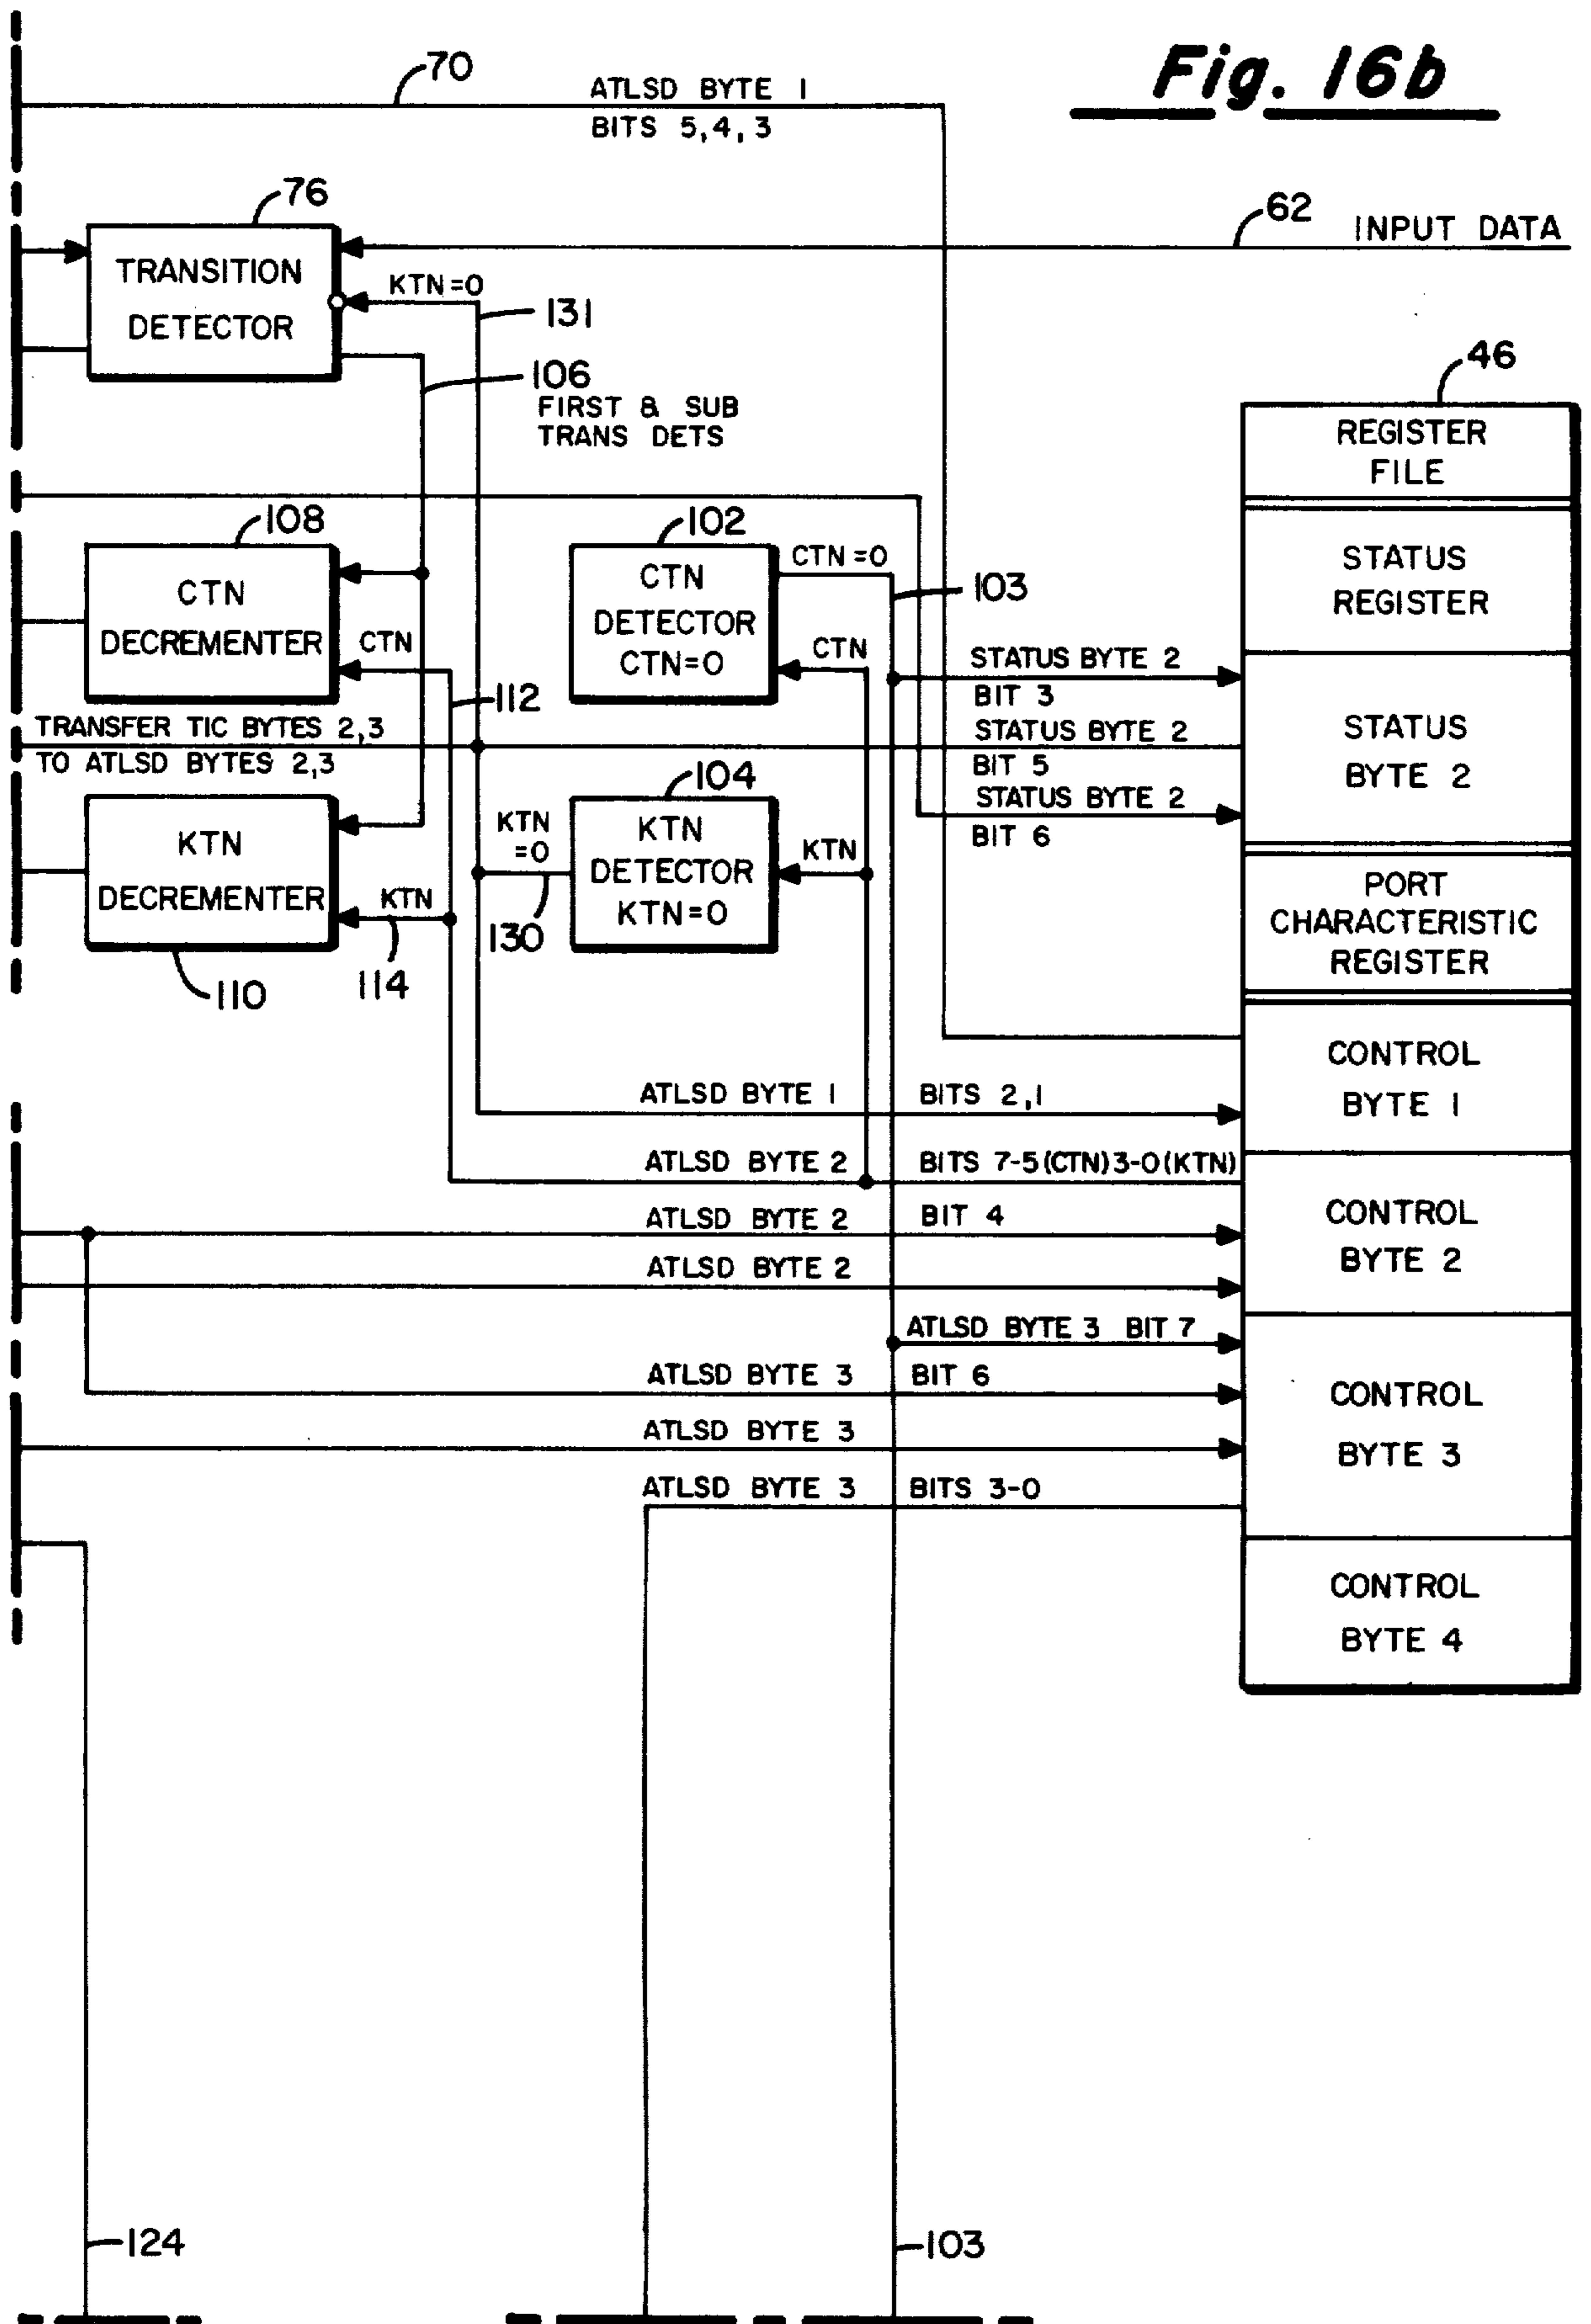 Fig. 16b
70
ATLSD BYTE 1
BITS 5,4,3
76
62
INPUT DATA
TRANSITION
DETECTOR
KTN=0
131
106
FIRST & SUB
TRANS DETS
46
REGISTER
FILE
108
102
CTN
DECREMENTER
CTN
DETECTOR
CTN=0
CTN=0
103
STATUS
REGISTER
CTN
CTN
112
STATUS BYTE 2
BIT 3
TRANSFER TIC BYTES 2,3
TO ATLSD BYTES 2,3
STATUS BYTE 2
BIT 5
STATUS
BYTE 2
104
STATUS BYTE 2
BIT 6
KTN
DECREMENTER
KTN
=0
KTN
DETECTOR
KTN=0
KTN
PORT
CHARACTERISTIC
REGISTER
KTN
130
114
110
CONTROL
BYTE 1
ATLSD BYTE 1 BITS 2,1
ATLSD BYTE 2 BITS 7-5(CTN)3-0(KTN)
ATLSD BYTE 2 BIT 4
CONTROL
BYTE 2
ATLSD BYTE 2
ATLSD BYTE 3 BIT 7
ATLSD BYTE 3 BIT 6
CONTROL
BYTE 3
ATLSD BYTE 3
ATLSD BYTE 3 BITS 3-0
CONTROL
BYTE 4
124
103